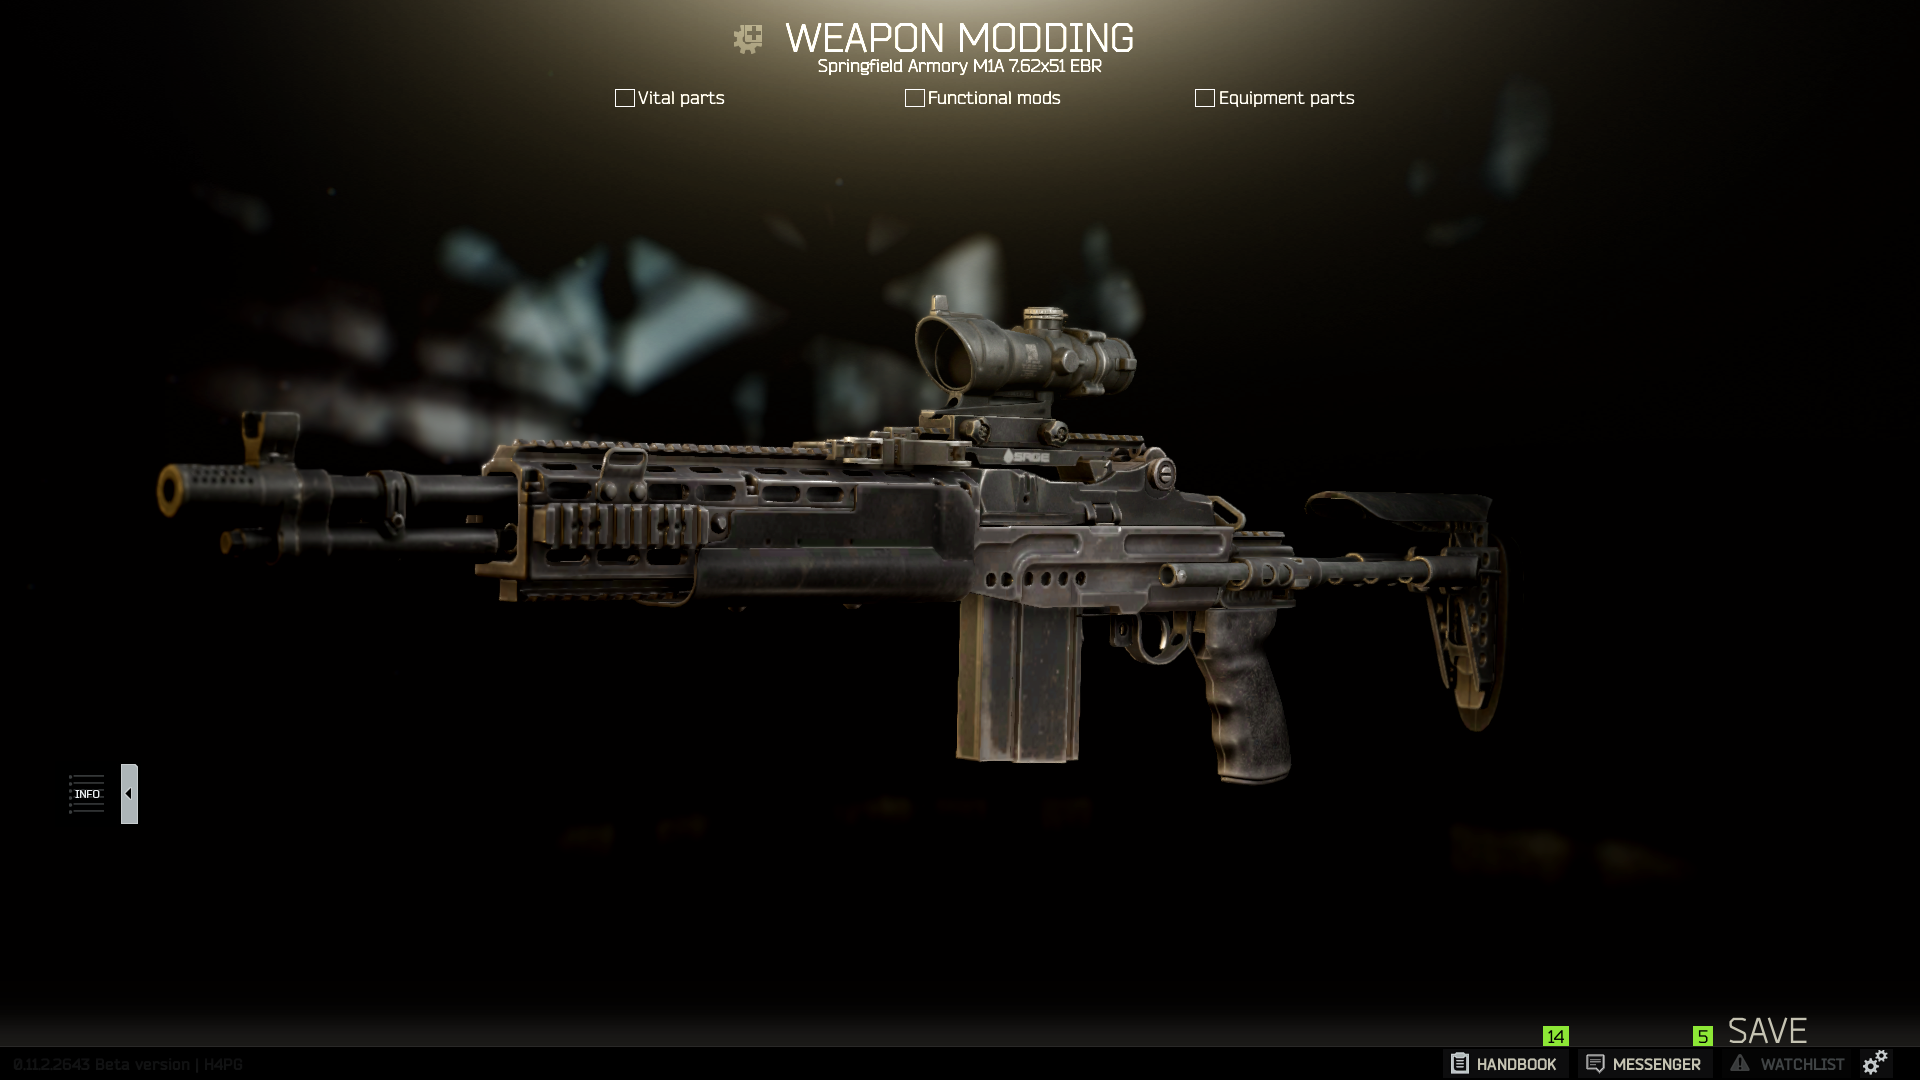 WEAPON MODDING
Springfield Armory M1A 7.62x51 EBR
Vital parts
Functional mods
Equipment parts
SAGE
INFO
14
5
SAVE
0.11.2.2643 Beta version | H4PG
HANDBOOK
MESSENGER
WATCHLIST